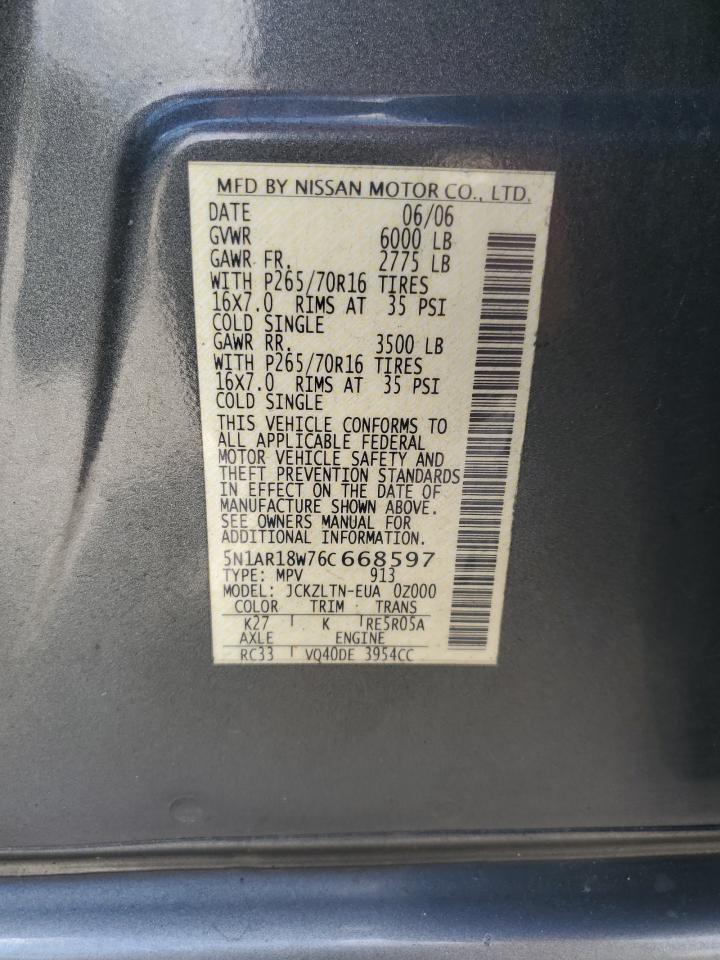 MFD BY NISSAN MOTOR CO., LTD.
DATE 06/06
GVWR 6000 LB
GAWR FR. 2775 LB
WITH P265/70R16 TIRES
16X7.0 RIMS AT 35 PSI
COLD SINGLE
GAWR RR. 3500 LB
WITH P265/70R16 TIRES
16X7.0 RIMS AT 35 PSI
COLD SINGLE
THIS VEHICLE CONFORMS TO
ALL APPLICABLE FEDERAL
MOTOR VEHICLE SAFETY AND
THEFT PREVENTION STANDARDS
IN EFFECT ON THE DATE OF
MANUFACTURE SHOWN ABOVE.
SEE OWNERS MANUAL FOR
ADDITIONAL INFORMATION.
5N1AR18W76C668597
TYPE: MPV 913
MODEL: JCKZLTN-EUA 0Z000
COLOR TRIM TRANS
K27 K RE5R05A
AXLE ENGINE
RC33 VQ40DE 3954CC